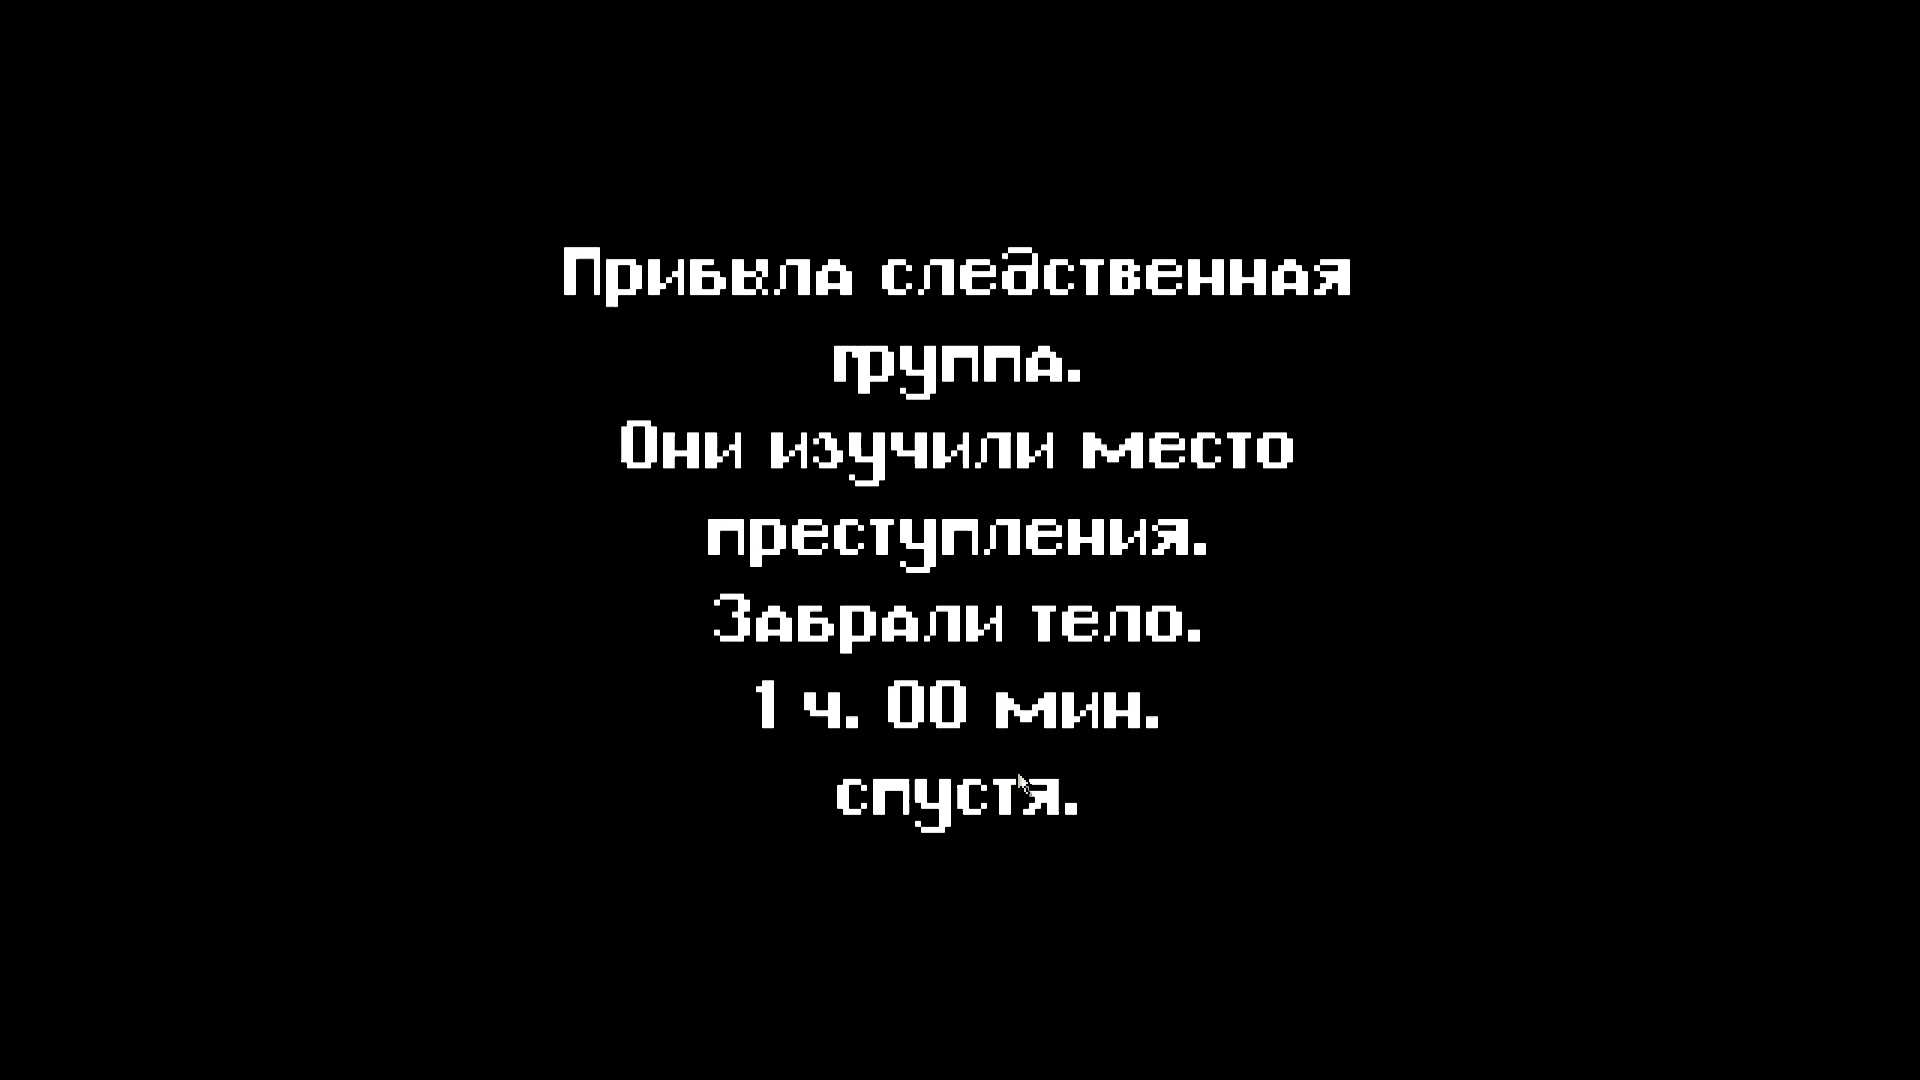 Прибыла следственная
группа.
Они изучили место
преступления.
Забрали тело.
1 ч. 00 мин.
спустя.